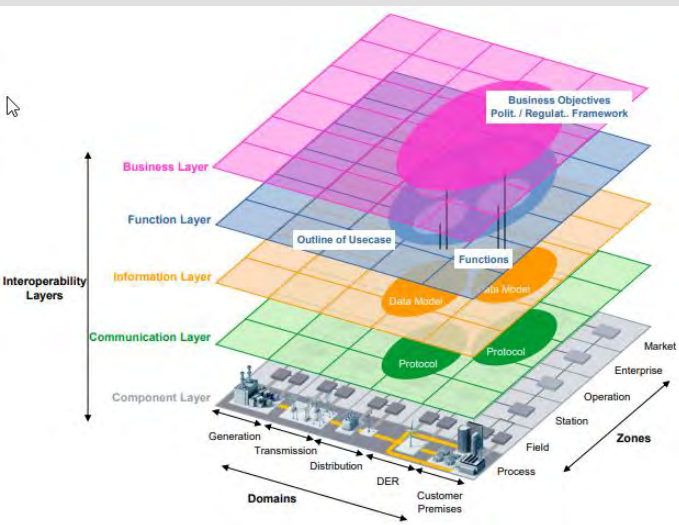 Business Objectives
Polit. / Regulat.. Framework
Business Layer
Function Layer
Outline of Usecase
Functions
Interoperability
Layers
Information Layer
Data Model
Data Model
Communication Layer
Protocol
Protocol
Component Layer
Market
Enterprise
Operation
Station
Field
Process
Zones
Generation
Transmission
Distribution
DER
Customer
Premises
Domains